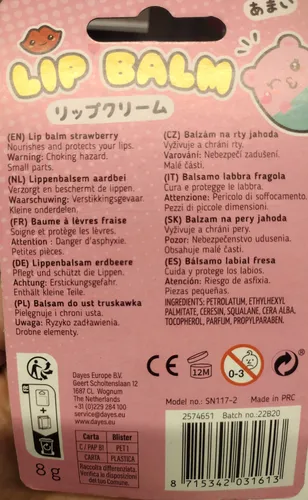 あまい
LIP BALM
リップクリーム
(EN) Lip balm strawberry
Nourishes and protects your lips.
Warning: Choking hazard.
Small parts.
(NL) Lippenbalsem aardbei
Verzorgt en beschermt de lippen.
Waarschuwing: Verstikkingsgevaar.
Kleine onderdelen.
(FR) Baume à lèvres fraise
Soigne et protège les lèvres.
Attention : Danger d'asphyxie.
Petites pièces.
(DE) Lippenbalsam erdbeere
Pflegt und schützt die Lippen.
Achtung: Erstickungsgefahr.
Enthält kleine Teile.
(PL) Balsam do ust truskawka
Pielęgnuje i chroni usta.
Uwaga: Ryzyko zadławienia.
Drobne elementy.
(CZ) Balzám na rty jahoda
Vyživuje a chrání rty.
Varování: Nebezpečí zadušení.
Malé části.
(IT) Balsamo labbra fragola
Cura e protegge le labbra.
Attenzione: Pericolo di soffocamento.
Pezzi di piccole dimensioni.
(SK) Balzam na pery jahoda
Vyživuje a chráni pery.
Pozor: Nebezpečenstvo udusenia.
Obsahuje malé časti.
(ES) Bálsamo labial fresa
Cuida y protege los labios.
Atención: Riesgo de asfixia.
Piezas pequeñas.
INGREDIENTS: PETROLATUM, ETHYLHEXYL
PALMITATE, CERESIN, SQUALANE, CERA ALBA,
TOCOPHEROL, PARFUM, PROPYLPARABEN.
Dayes Europe B.V.
Geert Scholtenslaan 12
1687 CL Wognum
The Netherlands
+31 (0)229 284 100
service@dayes.eu
www.dayes.eu
CE
12M
0-3
Model no.: SN117-2
Made in PRC
2574651
Batch no. 22820
8 715342 031613
Carta
Blister
C / PAP 81
PET 1
CARTA
PLASTICA
Raccolta differenziata.
Verifica le disposizioni
del tuo Comune.
8 g